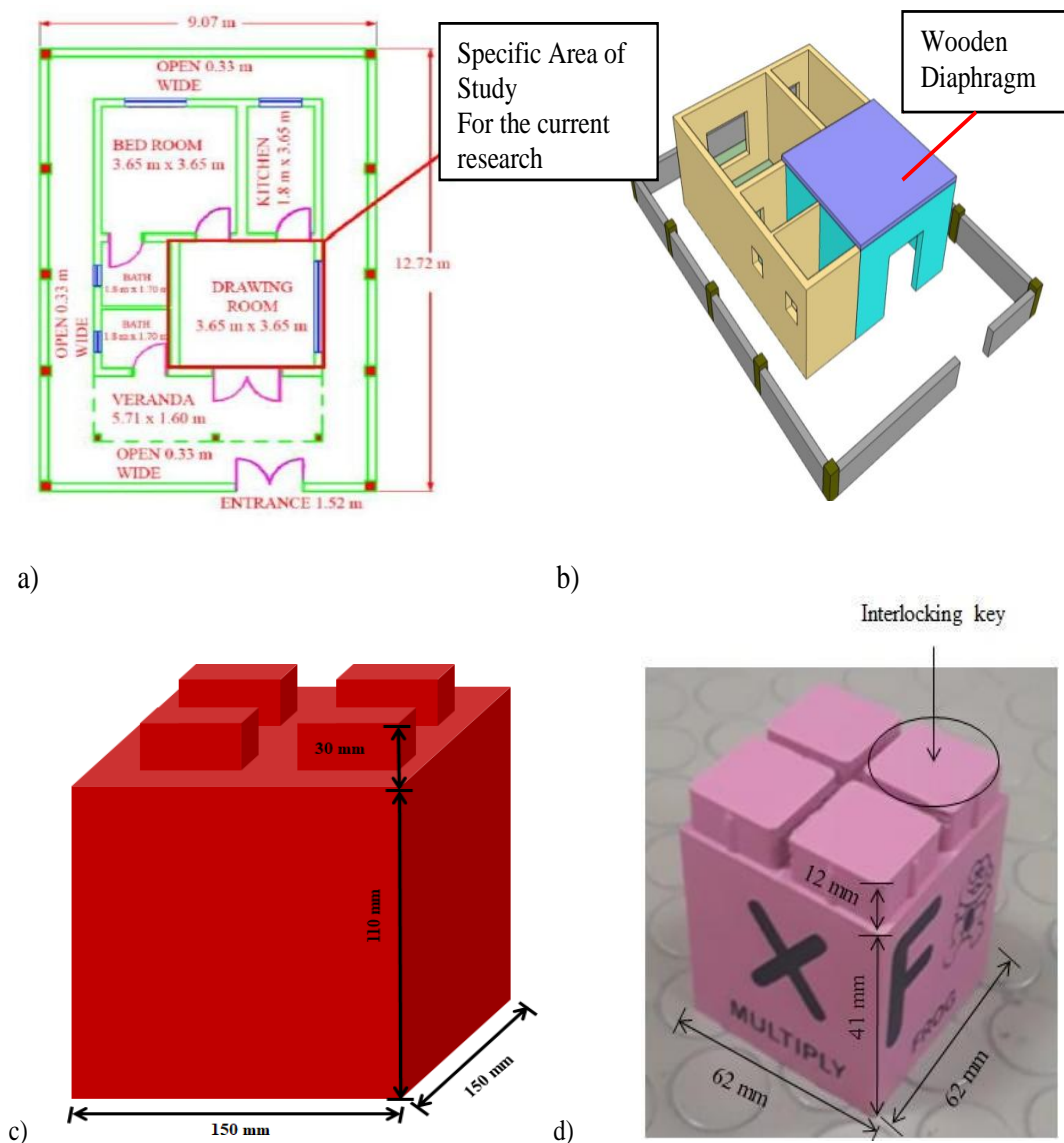 9.07 m
OPEN 0.33 m
WIDE
BED ROOM
3.65 m x 3.65 m
KITCHEN
1.8 m x 3.65 m
12.72 m
BATH
1.8 m x 1.70 m
DRAWING
ROOM
3.65 m x 3.65 m
OPEN 0.33 m
WIDE
BATH
1.8 m x 1.70 m
VERANDA
5.71 x 1.60 m
OPEN 0.33 m
WIDE
ENTRANCE 1.52 m
Specific Area of
Study
For the current
research
Wooden
Diaphragm
a)
b)
30 mm
110 mm
150 mm
150 mm
c)
Interlocking key
12 mm
41 mm
MULTIPLY
F
FROG
62 mm
62 mm
d)